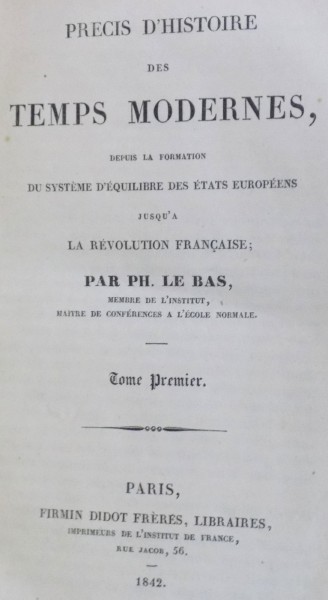 PRECIS D'HISTOIRE
DES
TEMPS MODERNES,
DEPUIS LA FORMATION
DU SYSTÈME D'ÉQUILIBRE DES ÉTATS EUROPÉENS
JUSQU'A
LA RÉVOLUTION FRANÇAISE;
PAR PH. LE BAS,
MEMBRE DE L'INSTITUT,
MAITRE DE CONFÉRENCES A L'ÉCOLE NORMALE.
Tome Premier.
PARIS,
FIRMIN DIDOT FRÈRES, LIBRAIRES,
IMPRIMEURS DE L'INSTITUT DE FRANCE,
RUE JACOB, 56.
1842.